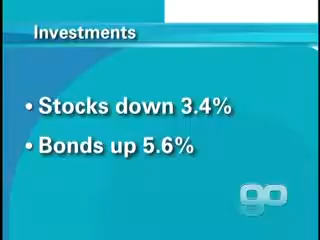 Investments
• Stocks down 3.4%
• Bonds up 5.6%
go